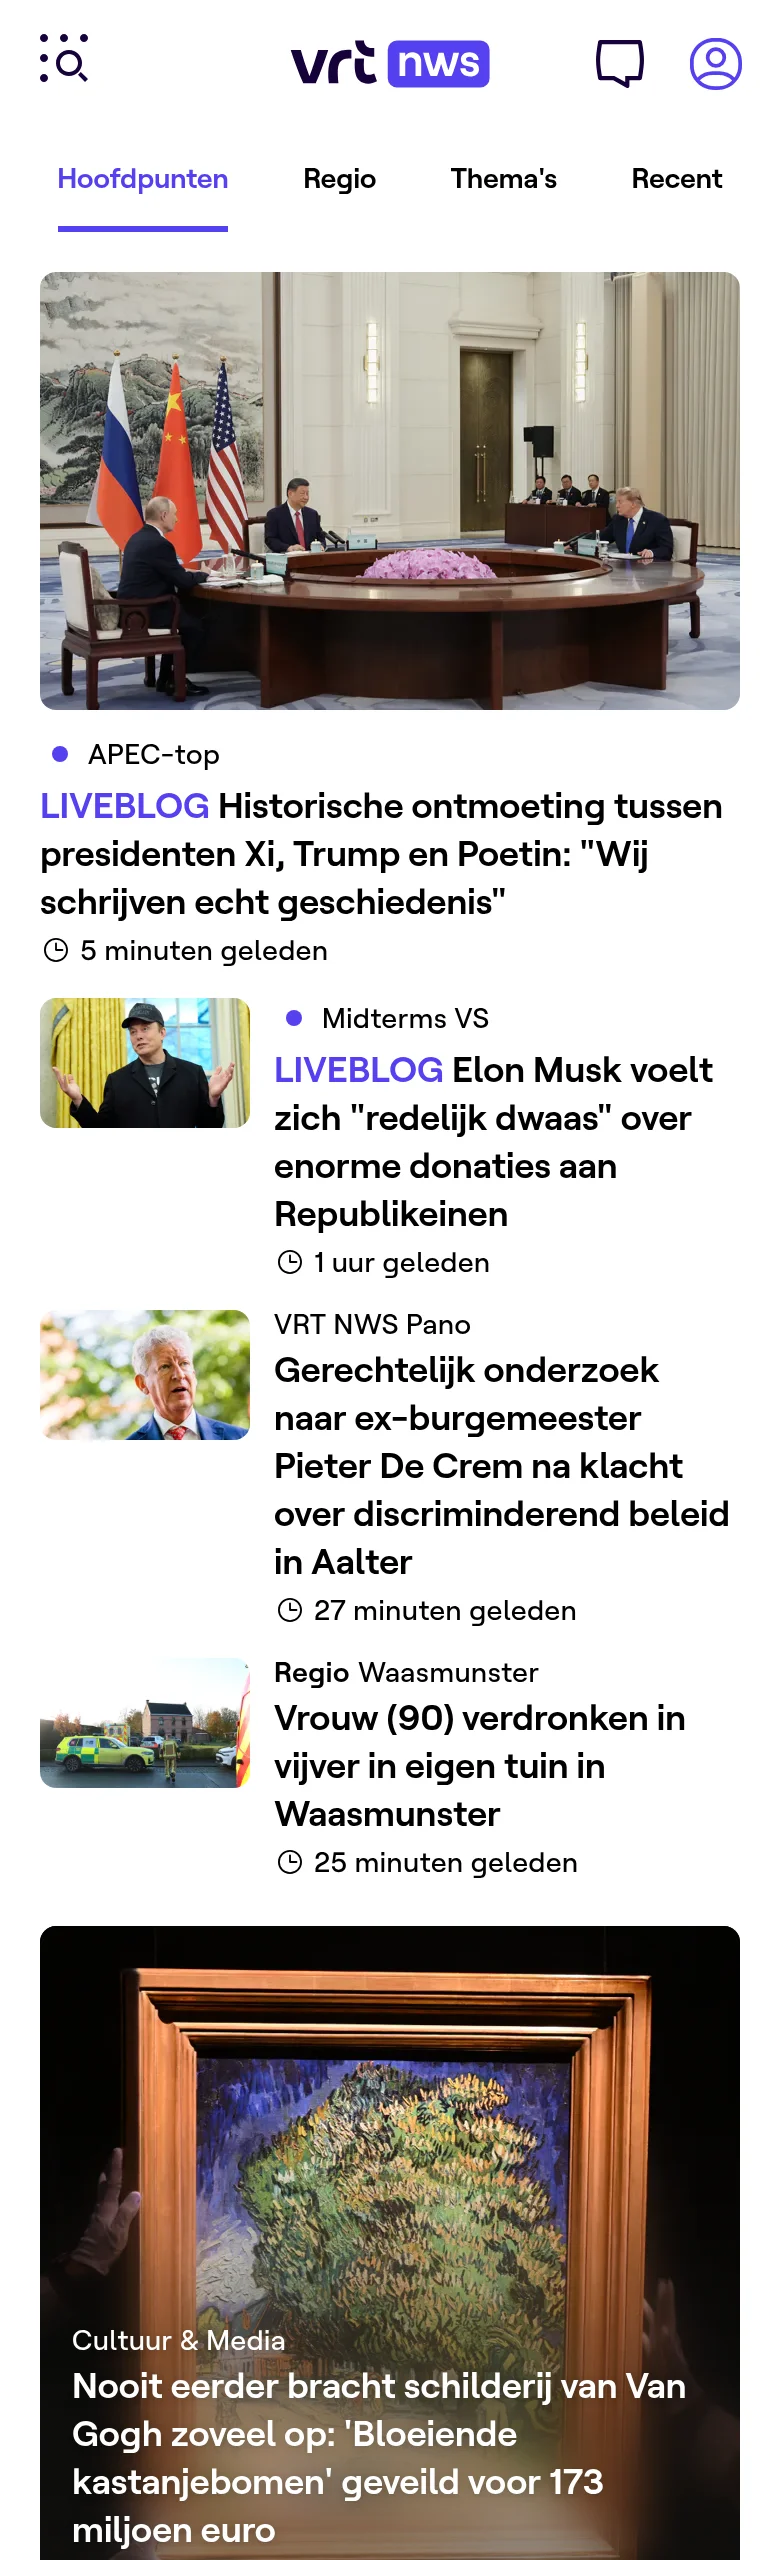 vrt nws
Hoofdpunten Regio Thema's Recent
APEC-top
LIVEBLOG Historische ontmoeting tussen
presidenten Xi, Trump en Poetin: "Wij
schrijven echt geschiedenis"
5 minuten geleden
Midterms VS
LIVEBLOG Elon Musk voelt
zich "redelijk dwaas" over
enorme donaties aan
Republikeinen
1 uur geleden
VRT NWS Pano
Gerechtelijk onderzoek
naar ex-burgemeester
Pieter De Crem na klacht
over discriminderend beleid
in Aalter
27 minuten geleden
Regio Waasmunster
Vrouw (90) verdronken in
vijver in eigen tuin in
Waasmunster
25 minuten geleden
Cultuur & Media
Nooit eerder bracht schilderij van Van
Gogh zoveel op: 'Bloeiende
kastanjebomen' geveild voor 173
miljoen euro